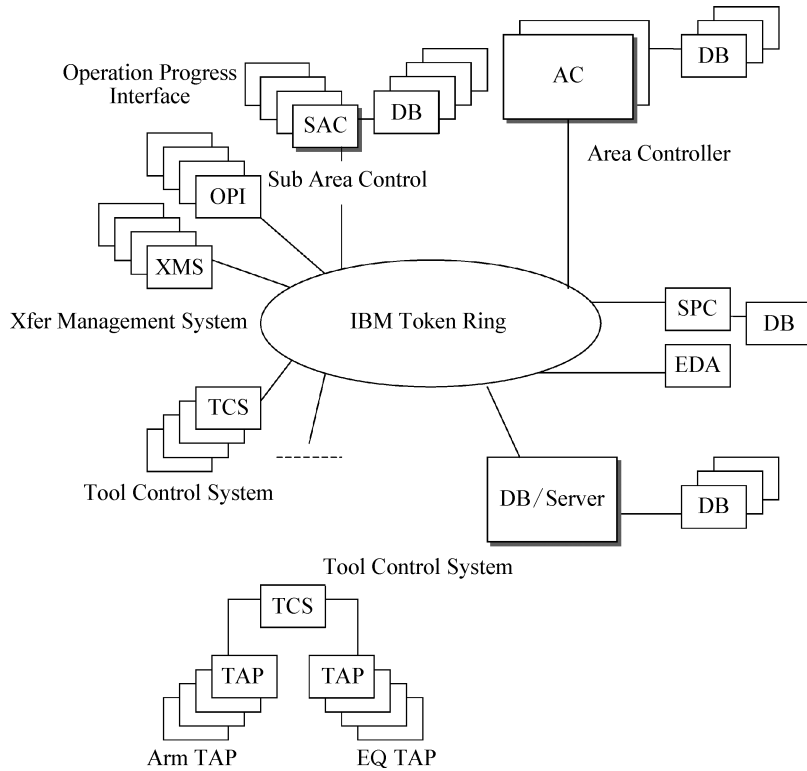 Operation Progress
Interface
SAC
DB
AC
DB
Area Controller
Sub Area Control
OPI
XMS
Xfer Management System
IBM Token Ring
SPC
DB
EDA
TCS
Tool Control System
DB/Server
DB
Tool Control System
TCS
TAP
TAP
Arm TAP
EQ TAP